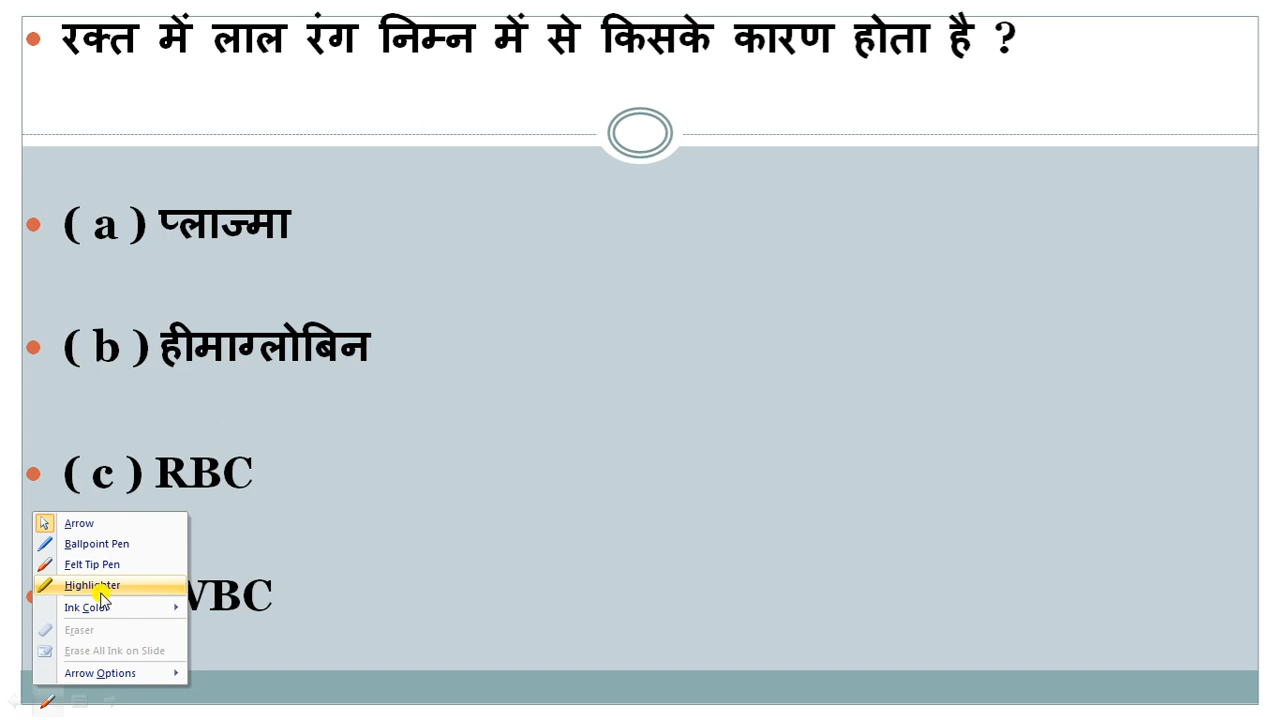 रक्त में लाल रंग निम्न में से किसके कारण होता है ?
( a ) प्लाज्मा
( b ) हीमाग्लोबिन
( c ) RBC
WBC
Arrow
Ballpoint Pen
Felt Tip Pen
Highlighter
Ink Color
Eraser
Erase All Ink on Slide
Arrow Options